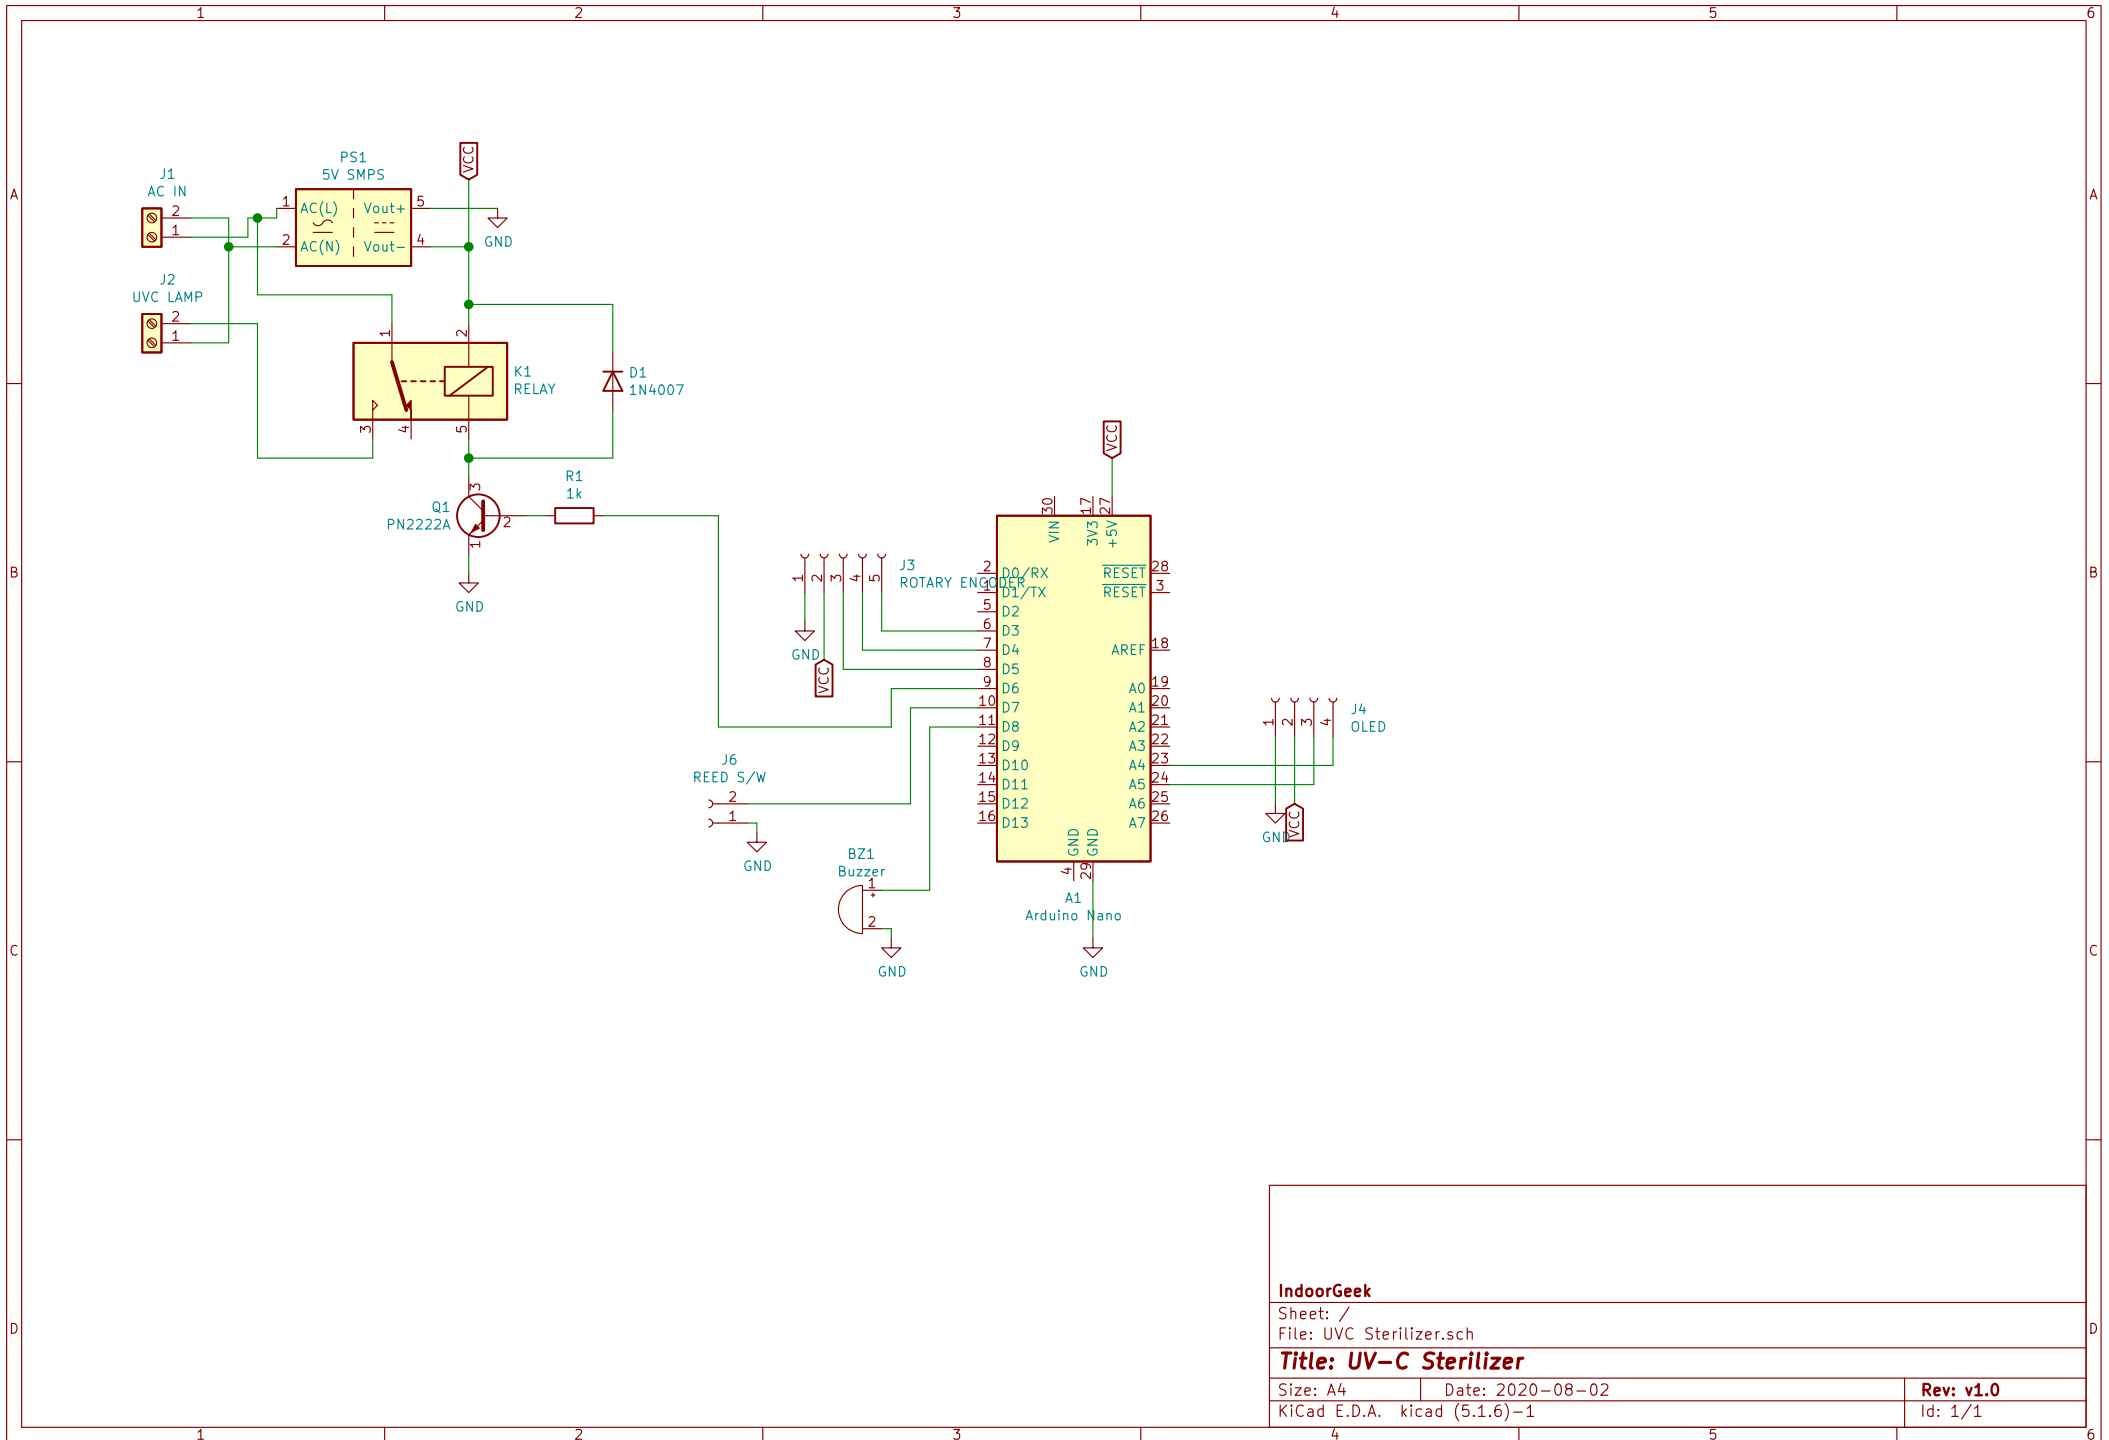 1 2 3 4 5 6
A A
B B
C C
D D
J1
AC IN
2
1
PS1
5V SMPS
1 AC(L) Vout+ 5
2 AC(N) Vout- 4
VCC
GND
J2
UVC LAMP
2
1
1
2
K1
RELAY
3
4
5
D1
1N4007
R1
1k
Q1
PN2222A
3
2
1
GND
J3
ROTARY ENCODER
1 2 3 4 5
GND
VCC
VCC
30 17 27
VIN 3V3 +5V
2 D0/RX RESET 28
1 D1/TX RESET 3
5 D2
6 D3
7 D4 AREF 18
8 D5
9 D6 A0 19
10 D7 A1 20
11 D8 A2 21
12 D9 A3 22
13 D10 A4 23
14 D11 A5 24
15 D12 A6 25
16 D13 A7 26
GND GND
4 29
A1
Arduino Nano
GND
J4
OLED
1 2 3 4
GND
VCC
J6
REED S/W
2
1
GND
BZ1
Buzzer
1
+
2
GND
IndoorGeek
Sheet: /
File: UVC Sterilizer.sch
Title: UV-C Sterilizer
Size: A4 Date: 2020-08-02 Rev: v1.0
KiCad E.D.A. kicad (5.1.6)-1 Id: 1/1
1 2 3 4 5 6